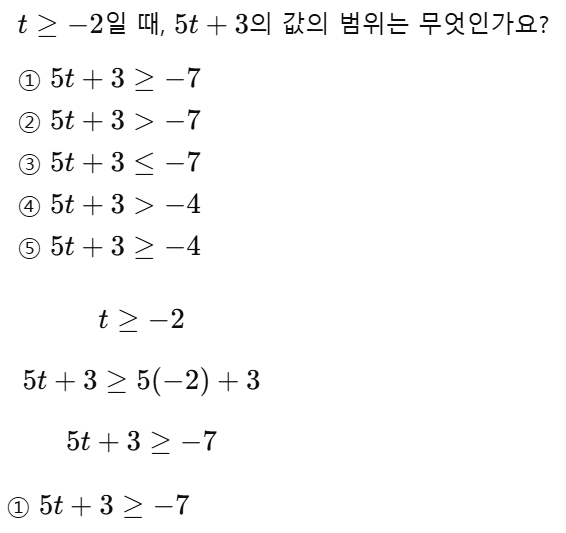 t ≥ −2일 때, 5t + 3의 값의 범위는 무엇인가요?
① 5t + 3 ≥ −7
② 5t + 3 > −7
③ 5t + 3 ≤ −7
④ 5t + 3 > −4
⑤ 5t + 3 ≥ −4
t ≥ −2
5t + 3 ≥ 5(−2) + 3
5t + 3 ≥ −7
① 5t + 3 ≥ −7